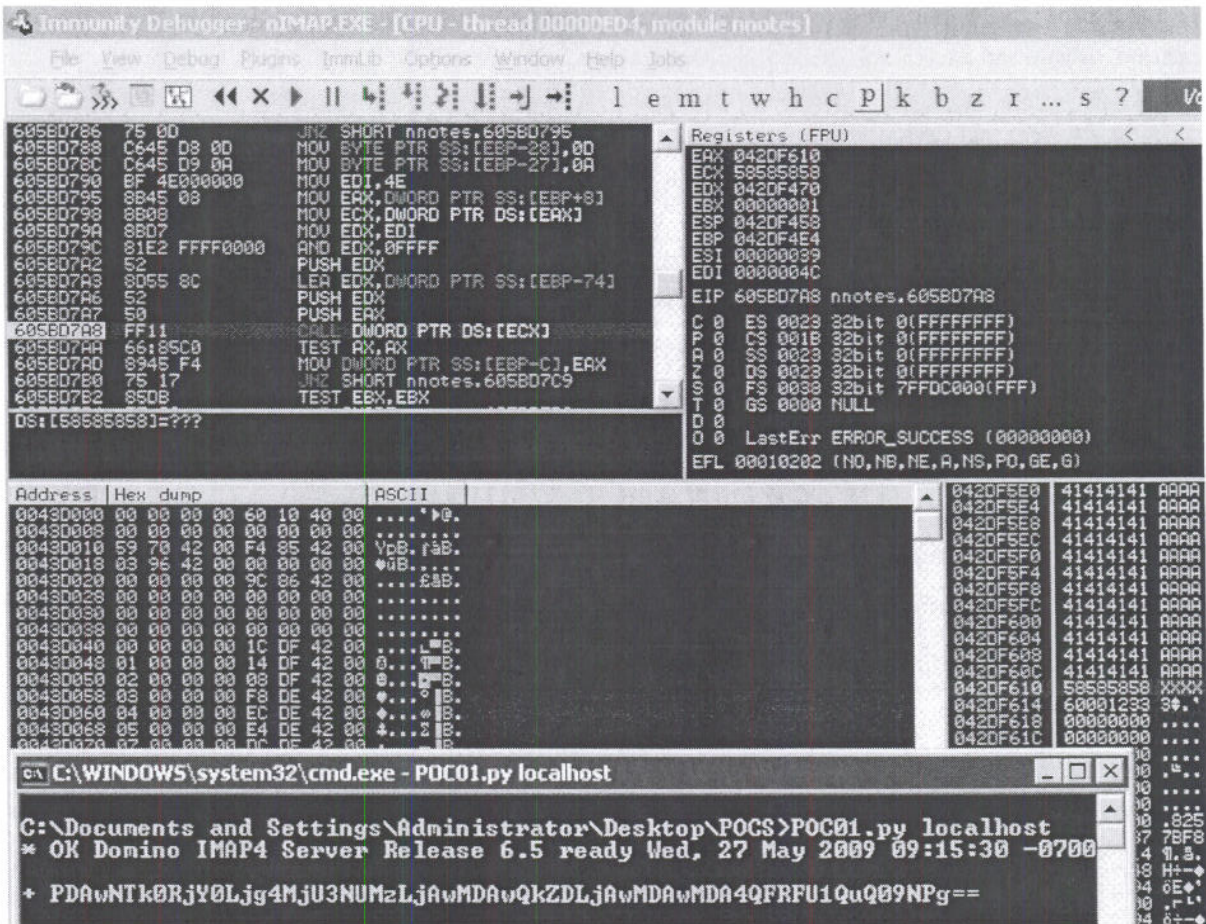 Immunity Debugger - nIMAP.EXE - [CPU - thread 00000ED4, module nnotes]
File View Debug Plugins ImmLib Options Window Help Jobs
l e m t w h c P k b z r ... s ?
605BD786 75 0D JNZ SHORT nnotes.605BD795
605BD788 C645 D8 0D MOV BYTE PTR SS:[EBP-28],0D
605BD78C C645 D9 0A MOV BYTE PTR SS:[EBP-27],0A
605BD790 BF 4E000000 MOV EDI,4E
605BD795 8B45 08 MOV EAX,DWORD PTR SS:[EBP+8]
605BD798 8B08 MOV ECX,DWORD PTR DS:[EAX]
605BD79A 8BD7 MOV EDX,EDI
605BD79C 81E2 FFFF0000 AND EDX,0FFFF
605BD7A2 52 PUSH EDX
605BD7A3 8D55 8C LEA EDX,DWORD PTR SS:[EBP-74]
605BD7A6 52 PUSH EDX
605BD7A7 50 PUSH EAX
605BD7A8 FF11 CALL DWORD PTR DS:[ECX]
605BD7AA 66:85C0 TEST AX,AX
605BD7AD 8945 F4 MOV DWORD PTR SS:[EBP-C],EAX
605BD7B0 75 17 JNZ SHORT nnotes.605BD7C9
605BD7B2 85DB TEST EBX,EBX
DS:[58585858]=???
Registers (FPU) < <
EAX 042DF610
ECX 58585858
EDX 042DF470
EBX 00000001
ESP 042DF458
EBP 042DF4E4
ESI 00000039
EDI 0000004C
EIP 605BD7A8 nnotes.605BD7A8
C 0 ES 0023 32bit 0(FFFFFFFF)
P 0 CS 001B 32bit 0(FFFFFFFF)
A 0 SS 0023 32bit 0(FFFFFFFF)
Z 0 DS 0023 32bit 0(FFFFFFFF)
S 0 FS 0038 32bit 7FFDC000(FFF)
T 0 GS 0000 NULL
D 0
O 0 LastErr ERROR_SUCCESS (00000000)
EFL 00010202 (NO,NB,NE,A,NS,PO,GE,G)
Address Hex dump ASCII
0043D000 00 00 00 00 60 10 40 00
0043D008 00 00 00 00 00 00 00 00
0043D010 59 70 42 00 F4 85 42 00
0043D018 03 96 42 00 00 00 00 00
0043D020 00 00 00 00 9C 86 42 00
0043D028 00 00 00 00 00 00 00 00
0043D030 00 00 00 00 00 00 00 00
0043D038 00 00 00 00 00 00 00 00
0043D040 00 00 00 00 1C DF 42 00
0043D048 01 00 00 00 14 DF 42 00
0043D050 02 00 00 00 08 DF 42 00
0043D058 03 00 00 00 F8 DE 42 00
0043D060 04 00 00 00 EC DE 42 00
0043D068 05 00 00 00 E4 DE 42 00
042DF5E0 41414141 AAAA
042DF5E4 41414141 AAAA
042DF5E8 41414141 AAAA
042DF5EC 41414141 AAAA
042DF5F0 41414141 AAAA
042DF5F4 41414141 AAAA
042DF5F8 41414141 AAAA
042DF5FC 41414141 AAAA
042DF600 41414141 AAAA
042DF604 41414141 AAAA
042DF608 41414141 AAAA
042DF60C 41414141 AAAA
042DF610 58585858 XXXX
042DF614 60001233
042DF618 00000000 ....
042DF61C 00000000 ....
C:\WINDOWS\system32\cmd.exe - POC01.py localhost
C:\Documents and Settings\Administrator\Desktop\POCS>POC01.py localhost
* OK Domino IMAP4 Server Release 6.5 ready Wed, 27 May 2009 09:15:30 -0700
+ PDAwNTk0RjY0Ljg4MjU3NUMzLjAwMDAwQkZDLjAwMDAwMDA4QFRFU1QuQ09NPg==